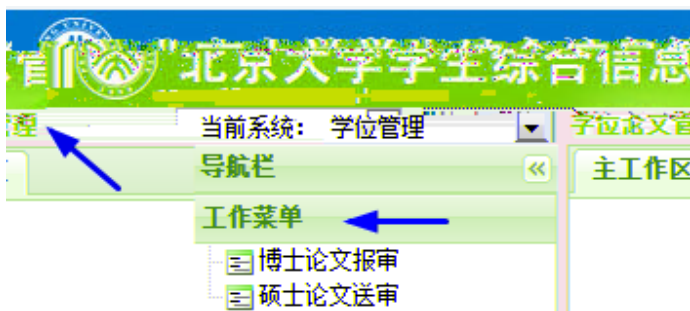 北京大学学生综合信息
管理
当前系统： 学位管理
学位论文管
导航栏
主工作区
工作菜单
博士论文报审
硕士论文送审